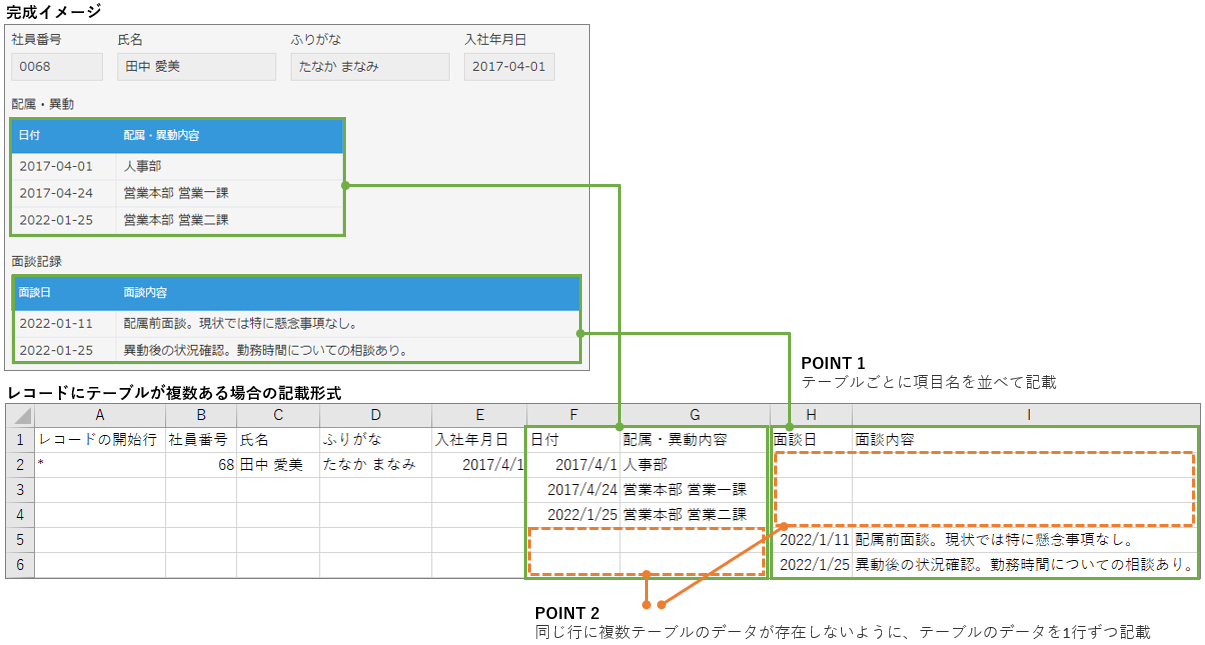 完成イメージ
社員番号 氏名 ふりがな 入社年月日
0068 田中 愛美 たなか まなみ 2017-04-01
配属・異動
日付 配属・異動内容
2017-04-01 人事部
2017-04-24 営業本部 営業一課
2022-01-25 営業本部 営業二課
面談記録
面談日 面談内容
2022-01-11 配属前面談。現状では特に懸念事項なし。
2022-01-25 異動後の状況確認。勤務時間についての相談あり。
POINT 1
テーブルごとに項目名を並べて記載
レコードにテーブルが複数ある場合の記載形式
A B C D E F G H I
1 レコードの開始行 社員番号 氏名 ふりがな 入社年月日 日付 配属・異動内容 面談日 面談内容
2 * 68 田中 愛美 たなか まなみ 2017/4/1 2017/4/1 人事部
3 2017/4/24 営業本部 営業一課
4 2022/1/25 営業本部 営業二課
5 2022/1/11 配属前面談。現状では特に懸念事項なし。
6 2022/1/25 異動後の状況確認。勤務時間についての相談あり。
POINT 2
同じ行に複数テーブルのデータが存在しないように、テーブルのデータを1行ずつ記載